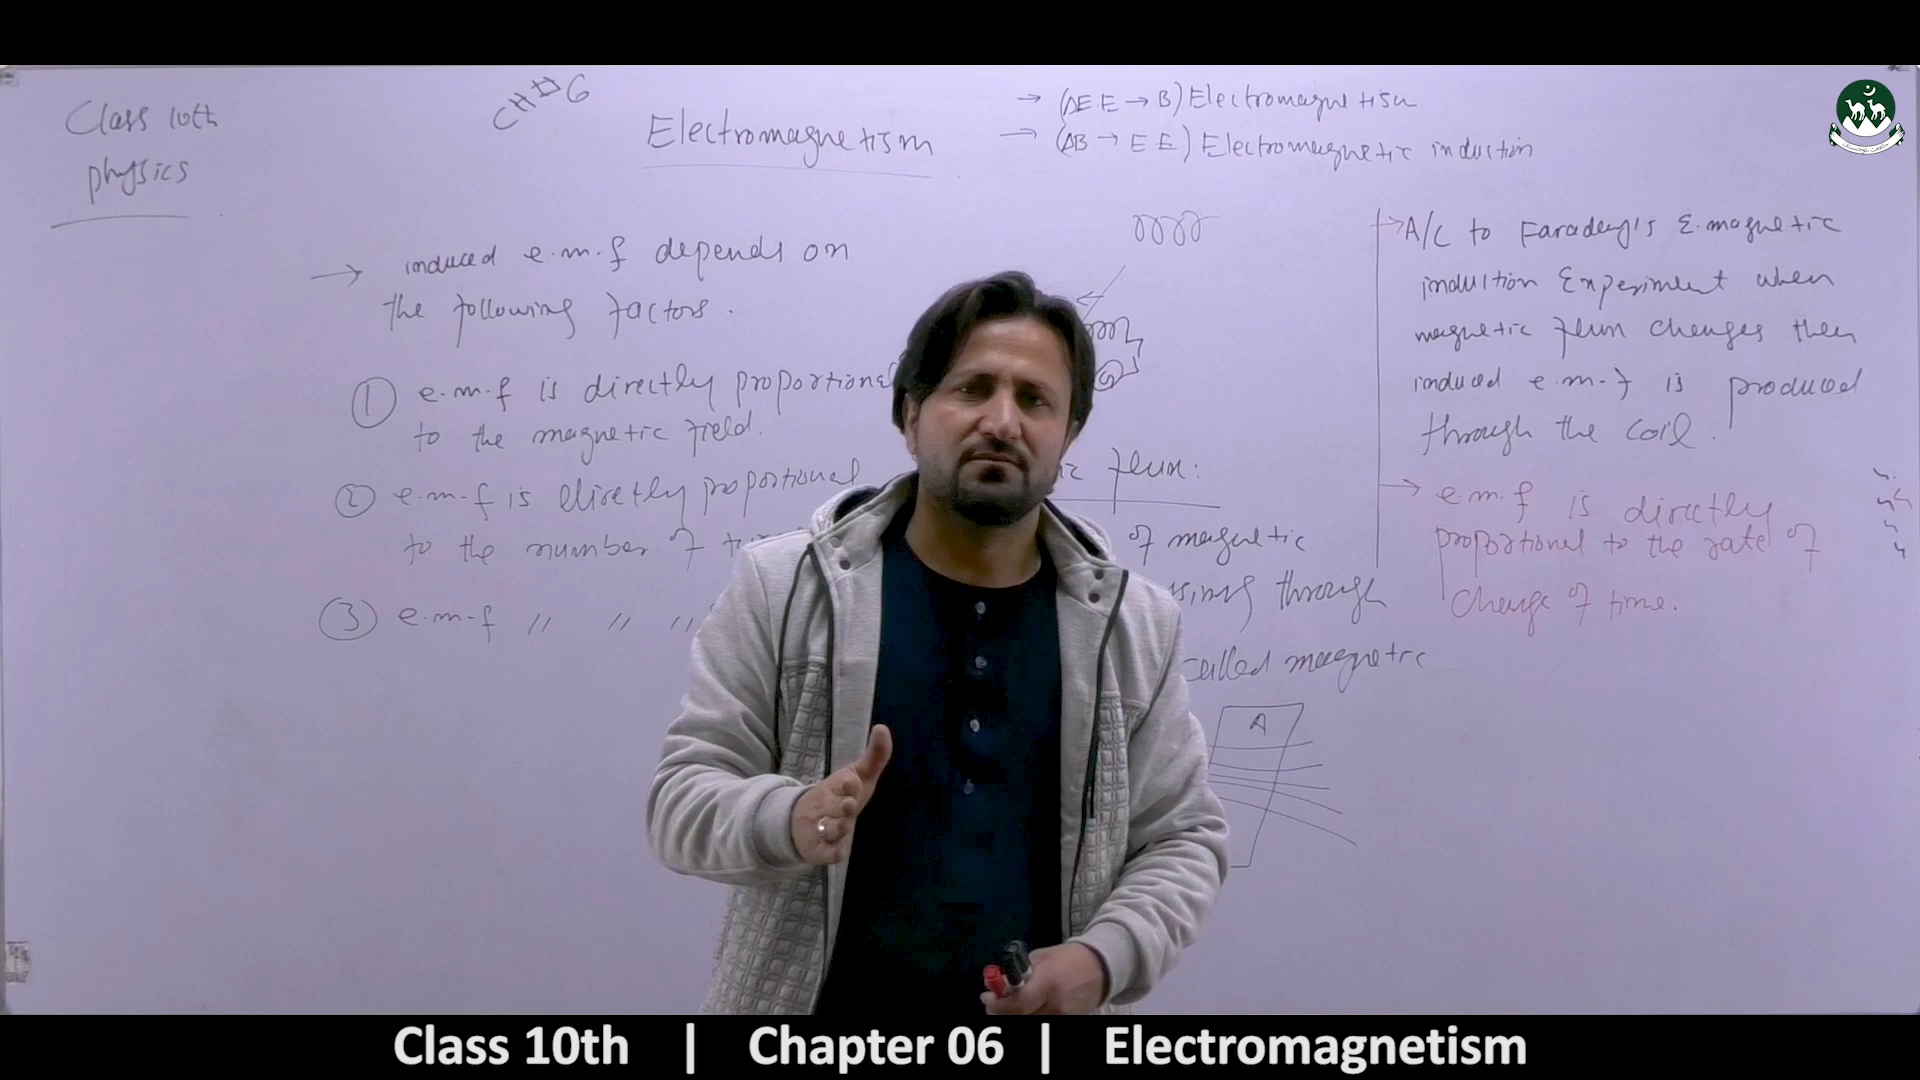 Class 10th
physics
CH#6
Electromagnetism
→ (ΔE.E → B) Electromagnetism
→ (ΔB → E E) Electromagnetic induction
→ induced e.m.f depends on
the following factors.
① e.m.f is directly proportional
to the magnetic field.
② e.m.f is directly proportional
to the number of
③ e.m-f // // //
G
flux:
of magnetic
through
called magnetic
A
→ A/C to Faraday's E.magnetic
induction Experiment when
magnetic flux changes then
induced e.m-f is produced
through the coil.
→ e.m.f is directly
proportional to the rate of
change of time.
Class 10th | Chapter 06 | Electromagnetism